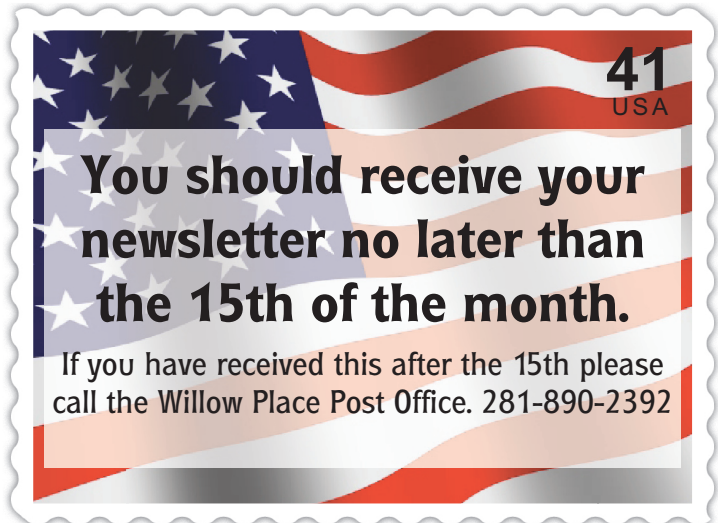 41
USA
You should receive your
newsletter no later than
the 15th of the month.
If you have received this after the 15th please
call the Willow Place Post Office. 281-890-2392